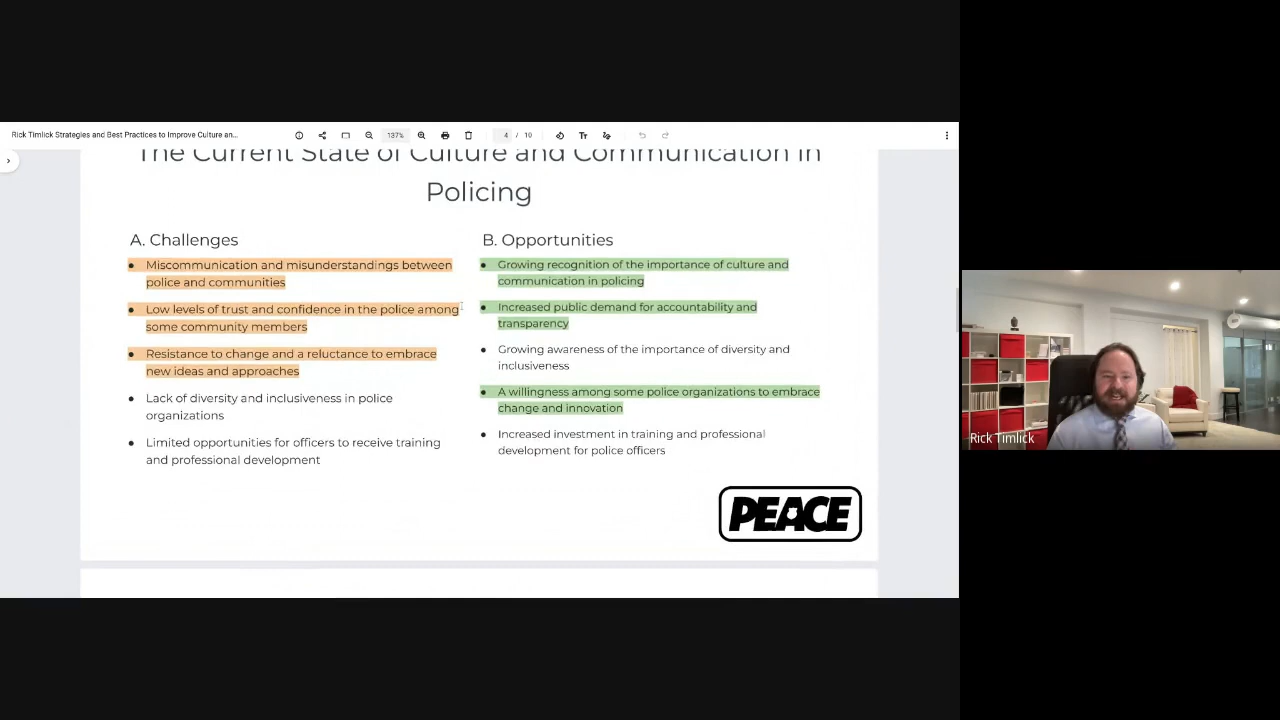 Rick Timlick Strategies and Best Practices to Improve Culture an...
137%
4 / 10
The Current State of Culture and Communication in
Policing
A. Challenges
● Miscommunication and misunderstandings between
police and communities
● Low levels of trust and confidence in the police among
some community members
● Resistance to change and a reluctance to embrace
new ideas and approaches
● Lack of diversity and inclusiveness in police
organizations
● Limited opportunities for officers to receive training
and professional development
B. Opportunities
● Growing recognition of the importance of culture and
communication in policing
● Increased public demand for accountability and
transparency
● Growing awareness of the importance of diversity and
inclusiveness
● A willingness among some police organizations to embrace
change and innovation
● Increased investment in training and professional
development for police officers
PEACE
Rick Timlick